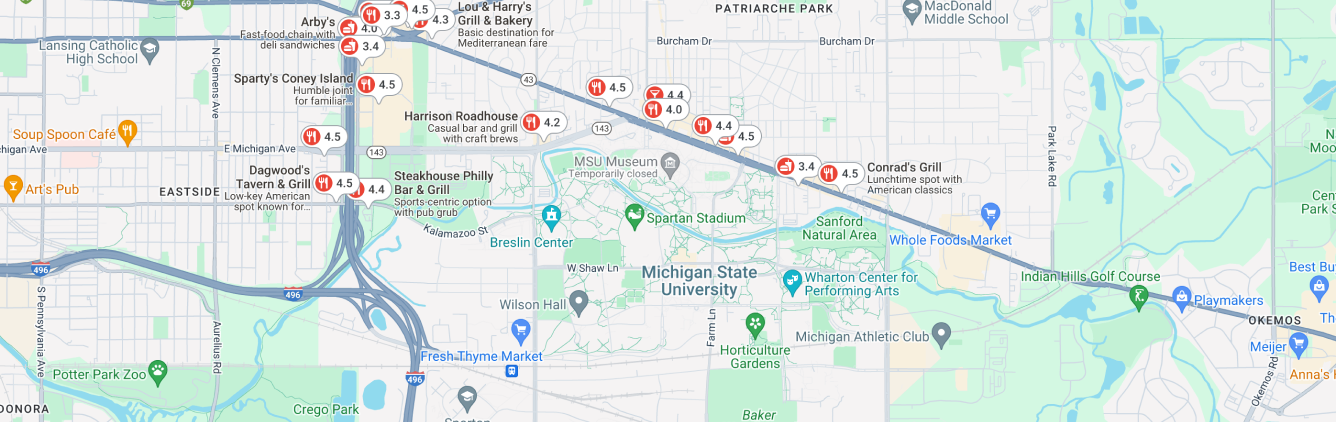 69
Arby's
Fast-food chain with
deli sandwiches
4.0
3.3
4.5
4.3
3.4
Lou & Harry's
Grill & Bakery
Basic destination for
Mediterranean fare
PATRIARCHE PARK
MacDonald
Middle School
Lansing Catholic
High School
N Clemens Ave
Burcham Dr
Burcham Dr
Sparty's Coney Island
Humble joint
for familiar...
4.5
43
4.5
4.4
4.0
Harrison Roadhouse
Casual bar and grill
with craft brews
4.2
143
4.4
4.5
Soup Spoon Café
4.5
chigan Ave
E Michigan Ave
143
MSU Museum
Temporarily closed
3.4
4.5
Conrad's Grill
Lunchtime spot with
American classics
Park Lake Rd
Art's Pub
EASTSIDE
Dagwood's
Tavern & Grill
Low-key American
spot known for...
4.5
4.4
Steakhouse Philly
Bar & Grill
Sports-centric option
with pub grub
Kalamazoo St
Breslin Center
Spartan Stadium
Sanford
Natural Area
Whole Foods Market
496
496
W Shaw Ln
Michigan State
University
Wharton Center for
Performing Arts
Indian Hills Golf Course
Playmakers
Best Bu
OKEMOS
S Pennsylvania Ave
Aurelius Rd
Wilson Hall
Farm Ln
Michigan Athletic Club
Fresh Thyme Market
Horticulture
Gardens
Meijer
Anna's
Okemos Rd
Potter Park Zoo
496
Crego Park
Baker
DONORA